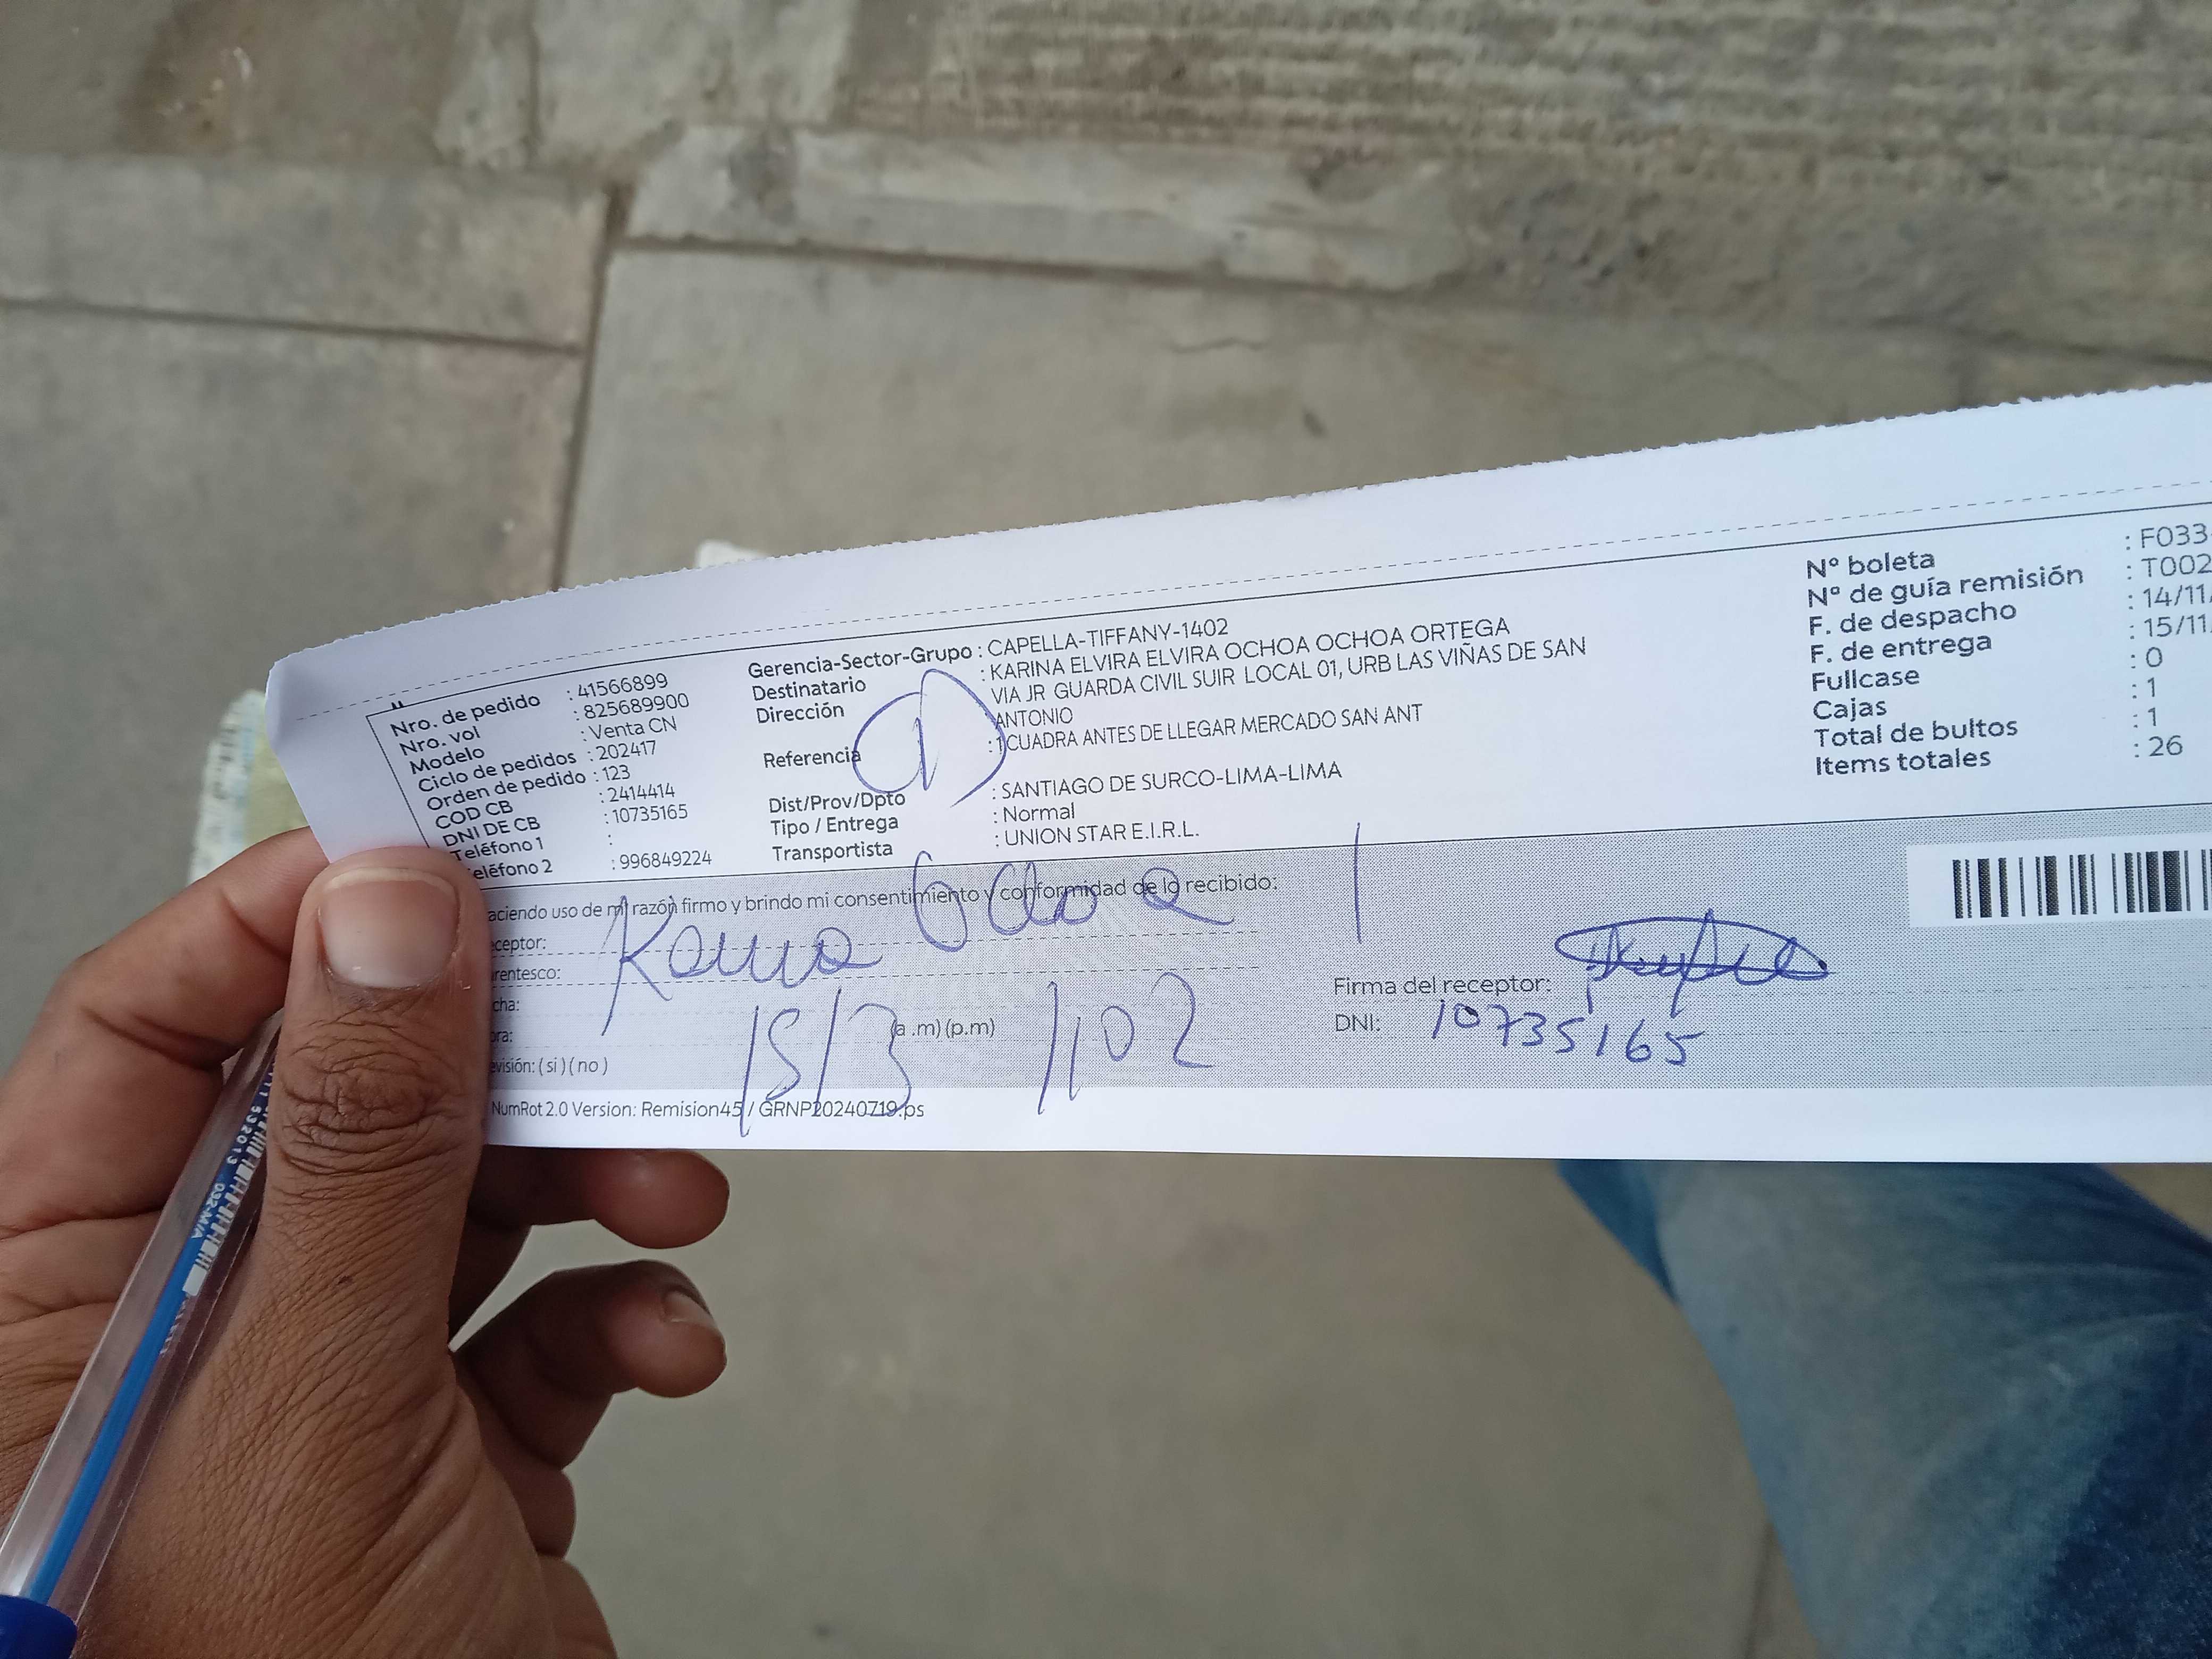 Nro. de pedido : 41566899
Nro. vol : 825689900
Modelo : Venta CN
Ciclo de pedidos : 202417
Orden de pedido : 123
COD CB : 2414414
DNI DE CB : 10735165
Teléfono 1 :
eléfono 2 : 996849224
Gerencia-Sector-Grupo : CAPELLA-TIFFANY-1402
Destinatario : KARINA ELVIRA ELVIRA OCHOA OCHOA ORTEGA
Dirección VIA JR GUARDA CIVIL SUIR LOCAL 01, URB LAS VIÑAS DE SAN
ANTONIO
Referencia : 1 CUADRA ANTES DE LLEGAR MERCADO SAN ANT
1
Dist/Prov/Dpto : SANTIAGO DE SURCO-LIMA-LIMA
Tipo / Entrega : Normal
Transportista : UNION STAR E.I.R.L.
Nº boleta : F033
Nº de guía remisión : T002
F. de despacho : 14/11/
F. de entrega : 15/11/
Fullcase : 0
Cajas : 1
Total de bultos : 1
Items totales : 26
aciendo uso de mi razón firmo y brindo mi consentimiento y conformidad de lo recibido:
ceptor:
Ochoa
rentesco:
cha:
ora: (a .m) (p.m)
evisión: ( si ) ( no )
15/ 1102
Firma del receptor:
DNI: 10735165
NumRot 2.0 Version: Remision45 / GRNP20240719.ps